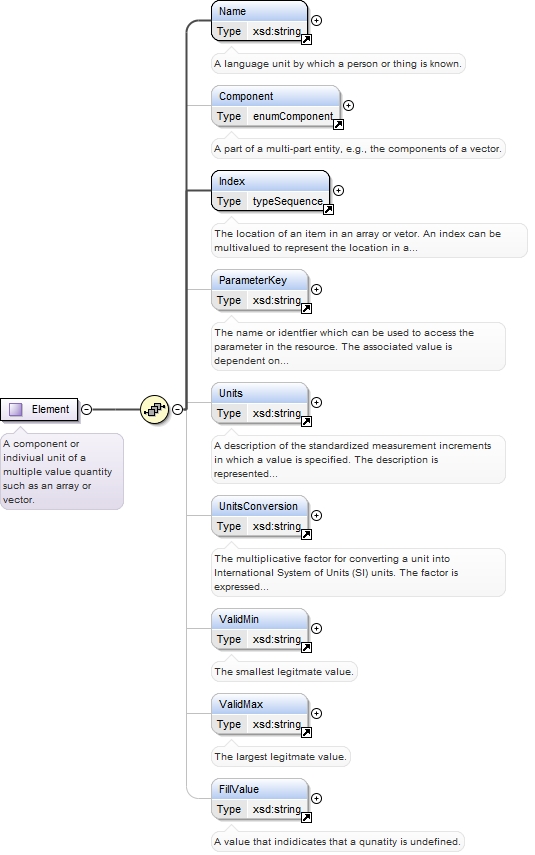 Name
Type xsd:string
A language unit by which a person or thing is known.
Component
Type enumComponent
A part of a multi-part entity, e.g., the components of a vector.
Index
Type typeSequence
The location of an item in an array or vetor. An index can be
multivalued to represent the location in a...
ParameterKey
Type xsd:string
The name or identfier which can be used to access the
parameter in the resource. The associated value is
dependent on...
Element
A component or
indiviual unit of a
multiple value quantity
such as an array or
vector.
Units
Type xsd:string
A description of the standardized measurement increments
in which a value is specified. The description is
represented...
UnitsConversion
Type xsd:string
The multiplicative factor for converting a unit into
International System of Units (SI) units. The factor is
expressed...
ValidMin
Type xsd:string
The smallest legitmate value.
ValidMax
Type xsd:string
The largest legitmate value.
FillValue
Type xsd:string
A value that indidicates that a qunatity is undefined.